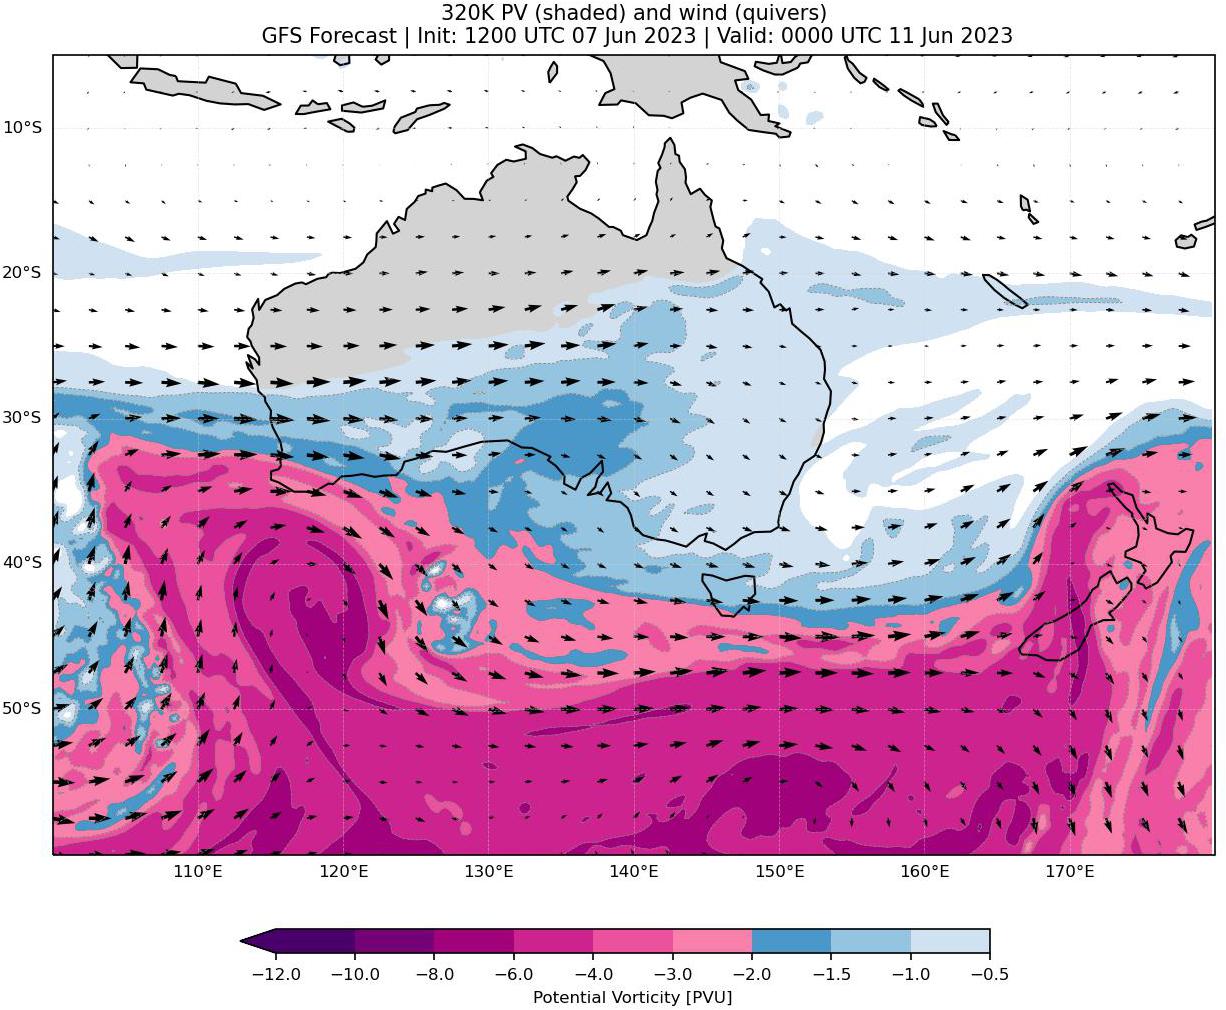 320K PV (shaded) and wind (quivers)
GFS Forecast | Init: 1200 UTC 07 Jun 2023 | Valid: 0000 UTC 11 Jun 2023
10°S
20°S
30°S
40°S
50°S
110°E 120°E 130°E 140°E 150°E 160°E 170°E
−12.0 −10.0 −8.0 −6.0 −4.0 −3.0 −2.0 −1.5 −1.0 −0.5
Potential Vorticity [PVU]